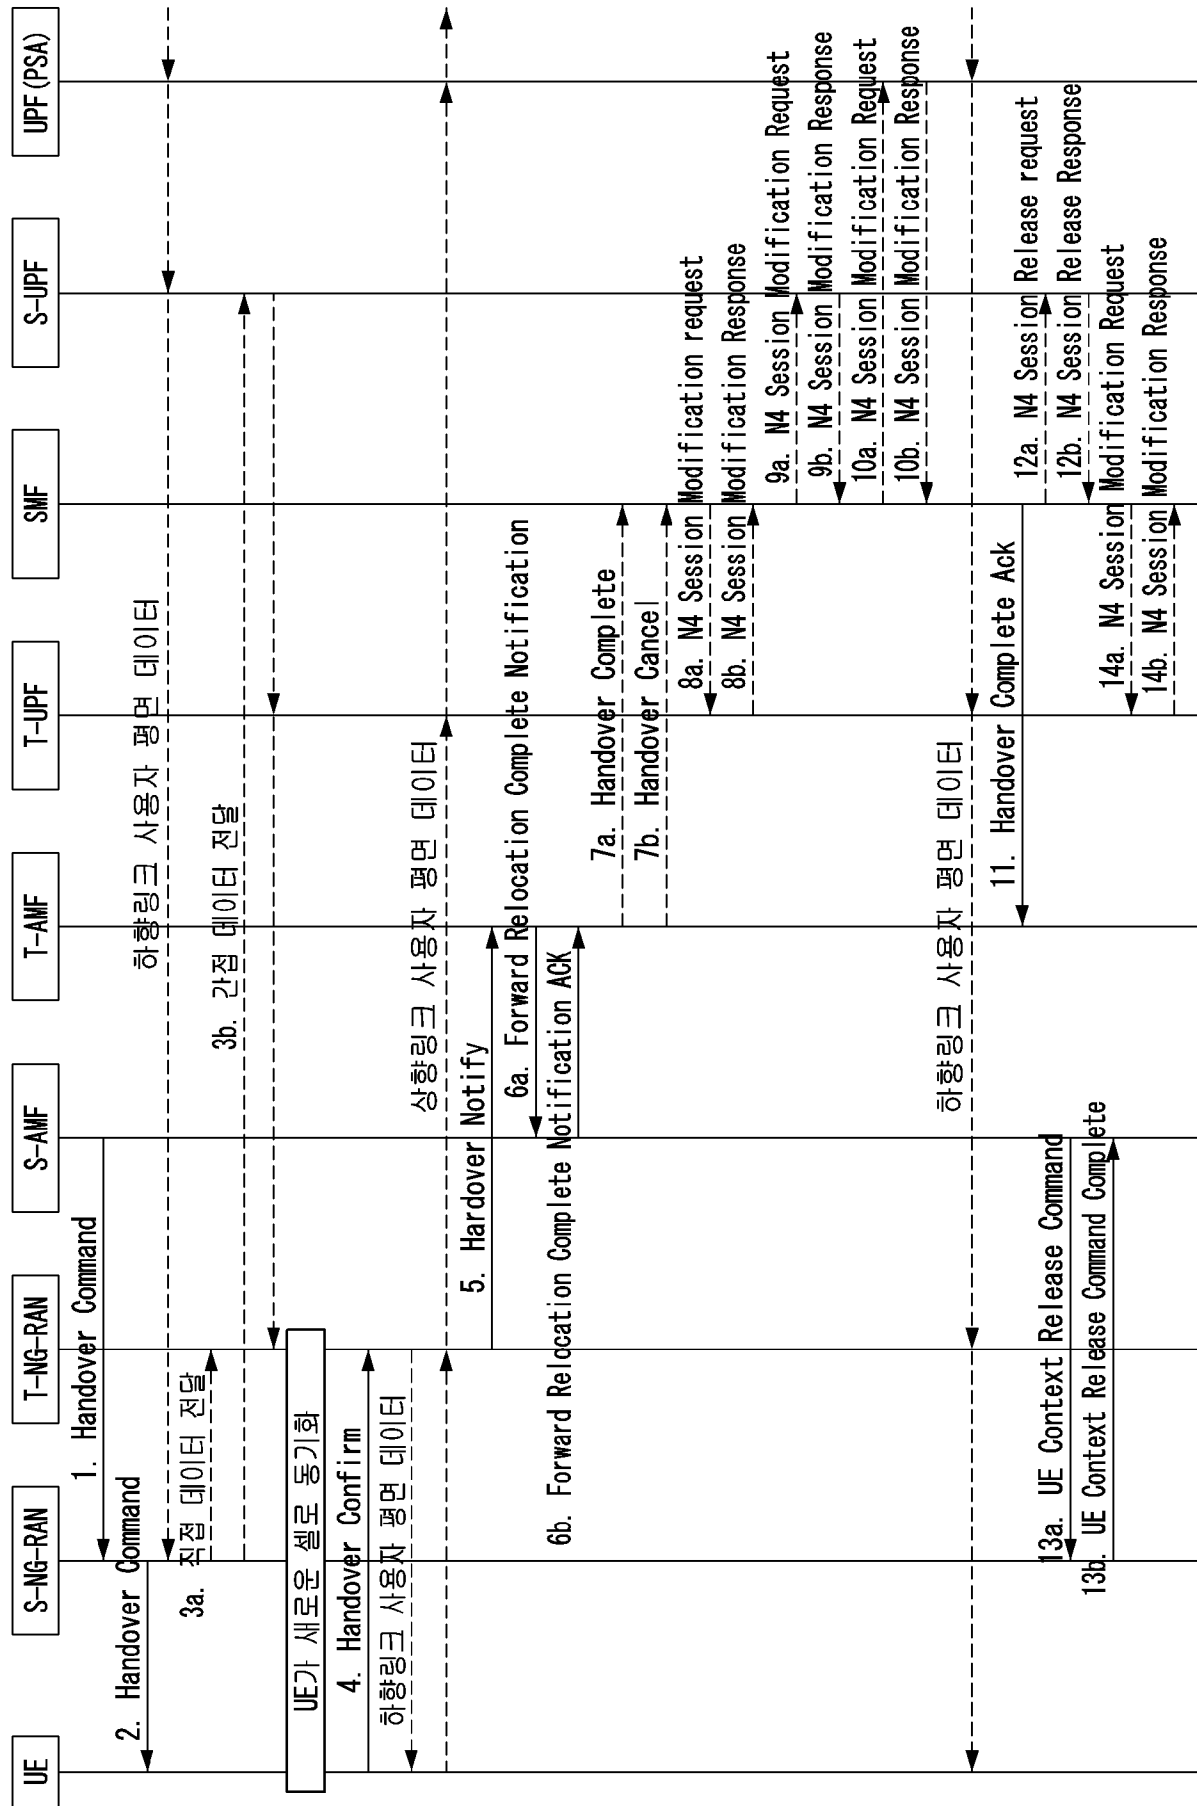 UE
S-NG-RAN
T-NG-RAN
S-AMF
T-AMF
T-UPF
SMF
S-UPF
UPF(PSA)
1. Handover Command
2. Handover Command
하향링크 사용자 평면 데이터
3a. 직접 데이터 전달
3b. 간접 데이터 전달
UE가 새로운 셀로 동기화
4. Handover Confirm
하향링크 사용자 평면 데이터
상향링크 사용자 평면 데이터
5. Hardover Notify
6a. Forward Relocation Complete Notification
6b. Forward Relocation Complete Notification ACK
7a. Handover Complete
7b. Handover Cancel
8a. N4 Session Modification request
8b. N4 Session Modification Response
9a. N4 Session Modification Request
9b. N4 Session Modification Response
10a. N4 Session Modification Request
10b. N4 Session Modification Response
하향링크 사용자 평면 데이터
11. Handover Complete Ack
12a. N4 Session Release request
12b. N4 Session Release Response
13a. UE Context Release Command
13b. UE Context Release Command Complete
14a. N4 Session Modification Request
14b. N4 Session Modification Response